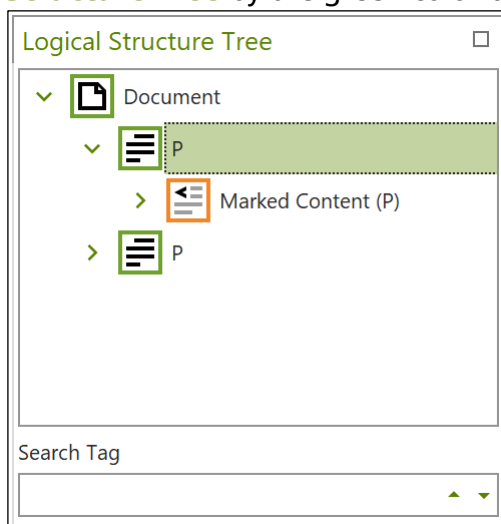 Logical Structure Tree
Document
P
Marked Content (P)
P
Search Tag